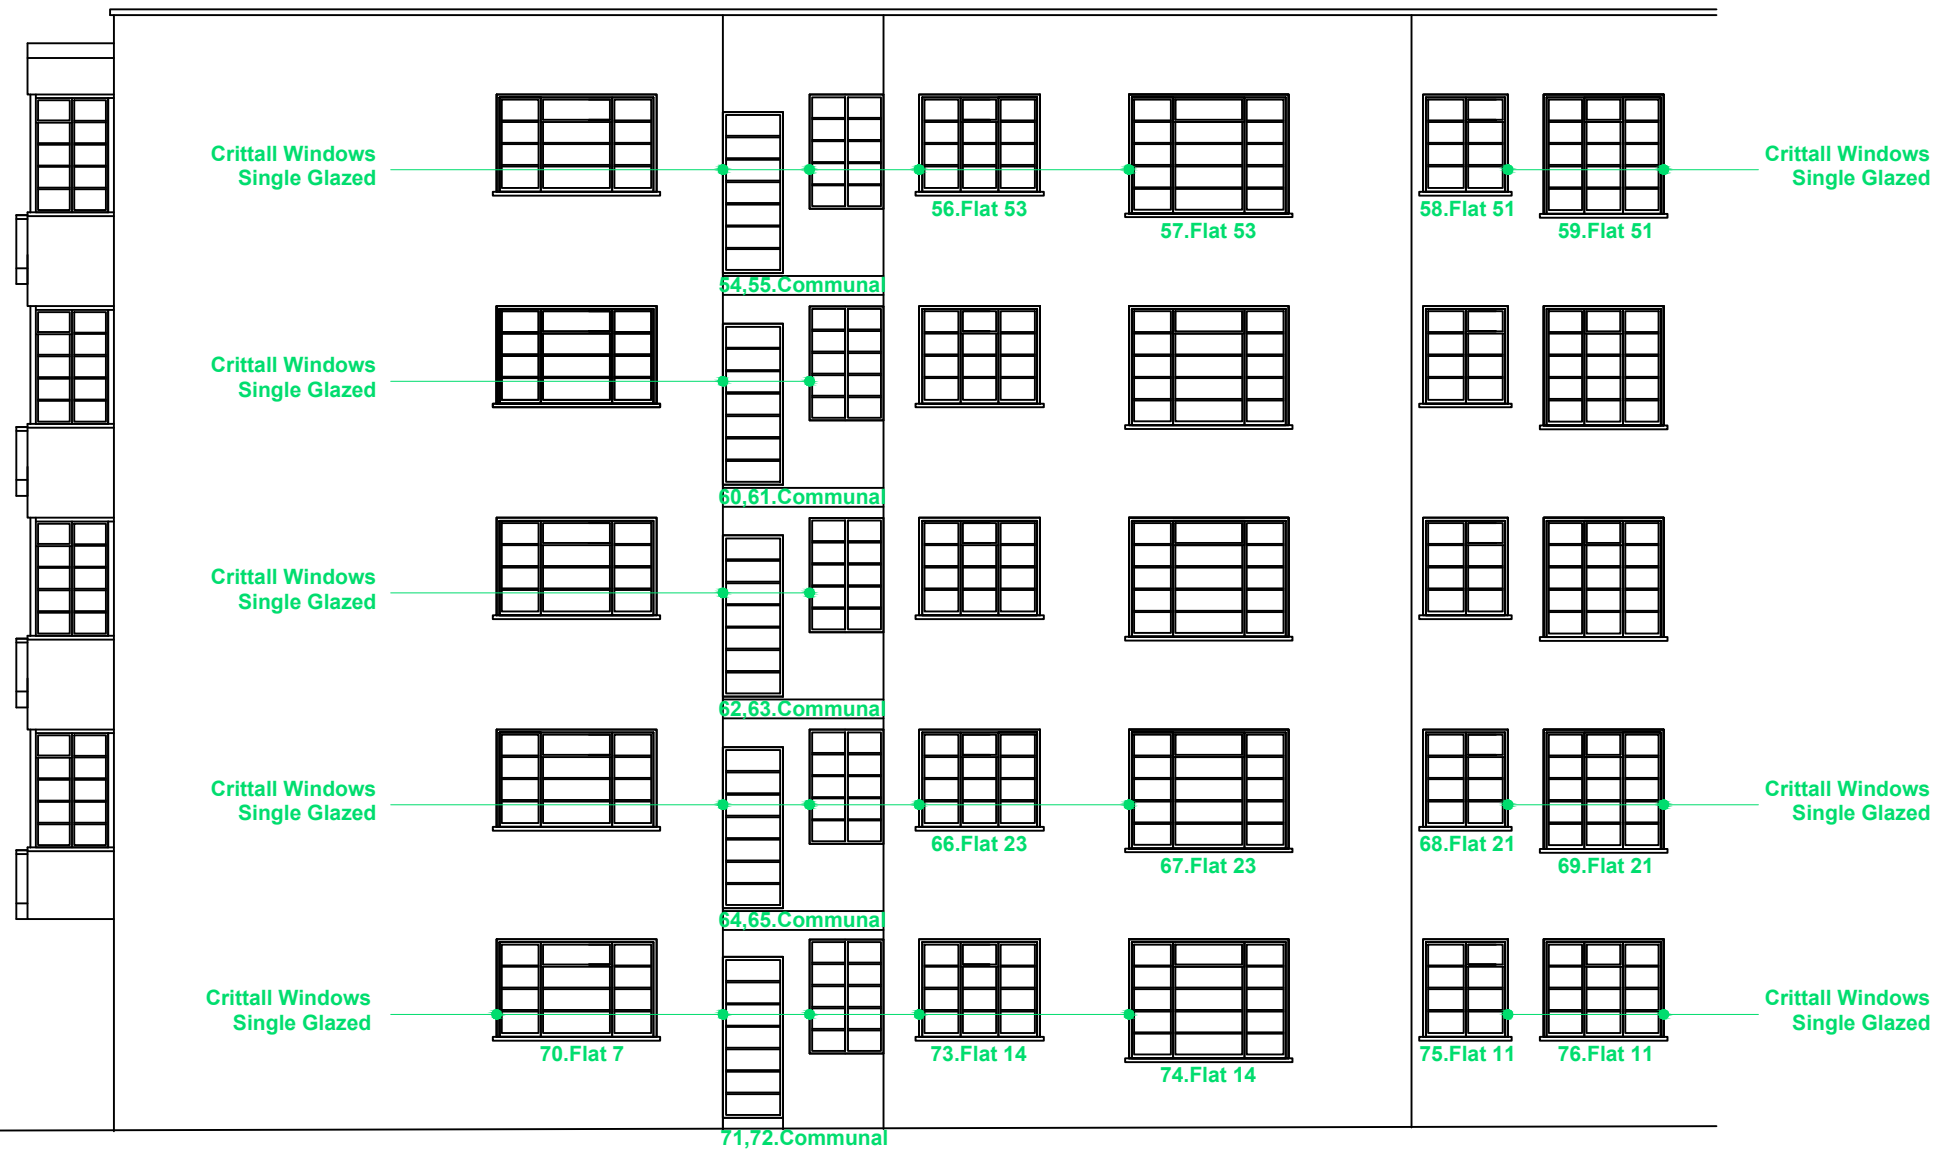 Crittall Windows
Single Glazed
Crittall Windows
Single Glazed
56.Flat 53
58.Flat 51
57.Flat 53
59.Flat 51
54,55.Communal
Crittall Windows
Single Glazed
60,61.Communal
Crittall Windows
Single Glazed
62,63.Communal
Crittall Windows
Single Glazed
Crittall Windows
Single Glazed
66.Flat 23
68.Flat 21
67.Flat 23
69.Flat 21
64,65.Communal
Crittall Windows
Single Glazed
Crittall Windows
Single Glazed
70.Flat 7
73.Flat 14
75.Flat 11
76.Flat 11
74.Flat 14
71,72.Communal